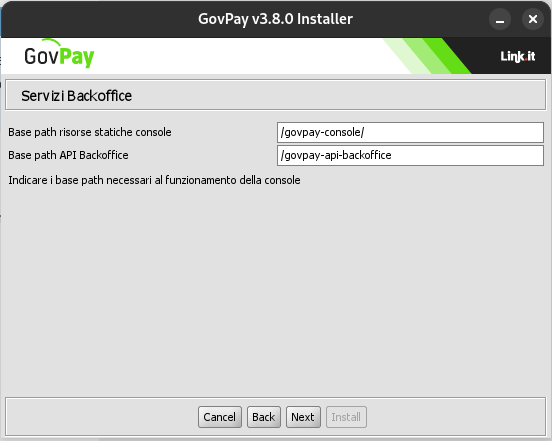 GovPay v3.8.0 Installer
GovPay
Link.it
Servizi Backoffice
Base path risorse statiche console
/govpay-console/
Base path API Backoffice
/govpay-api-backoffice
Indicare i base path necessari al funzionamento della console
Cancel
Back
Next
Install